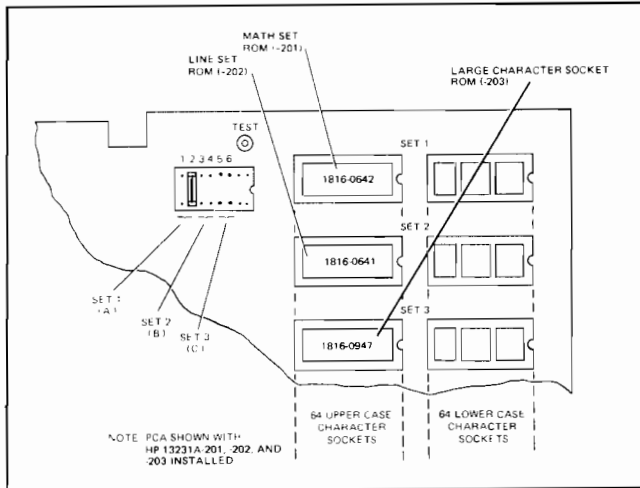 MATH SET
ROM (-201)
LINE SET
ROM (-202)
LARGE CHARACTER SOCKET
ROM (-203)
TEST
1 2 3 4 5 6
SET 1
1816-0642
SET 2
1816-0641
SET 3
1816-0947
SET 1
(A)
SET 2
(B)
SET 3
(C)
64 UPPER CASE
CHARACTER
SOCKETS
64 LOWER CASE
CHARACTER
SOCKETS
NOTE PCA SHOWN WITH
HP 13231A-201, -202, AND
-203 INSTALLED